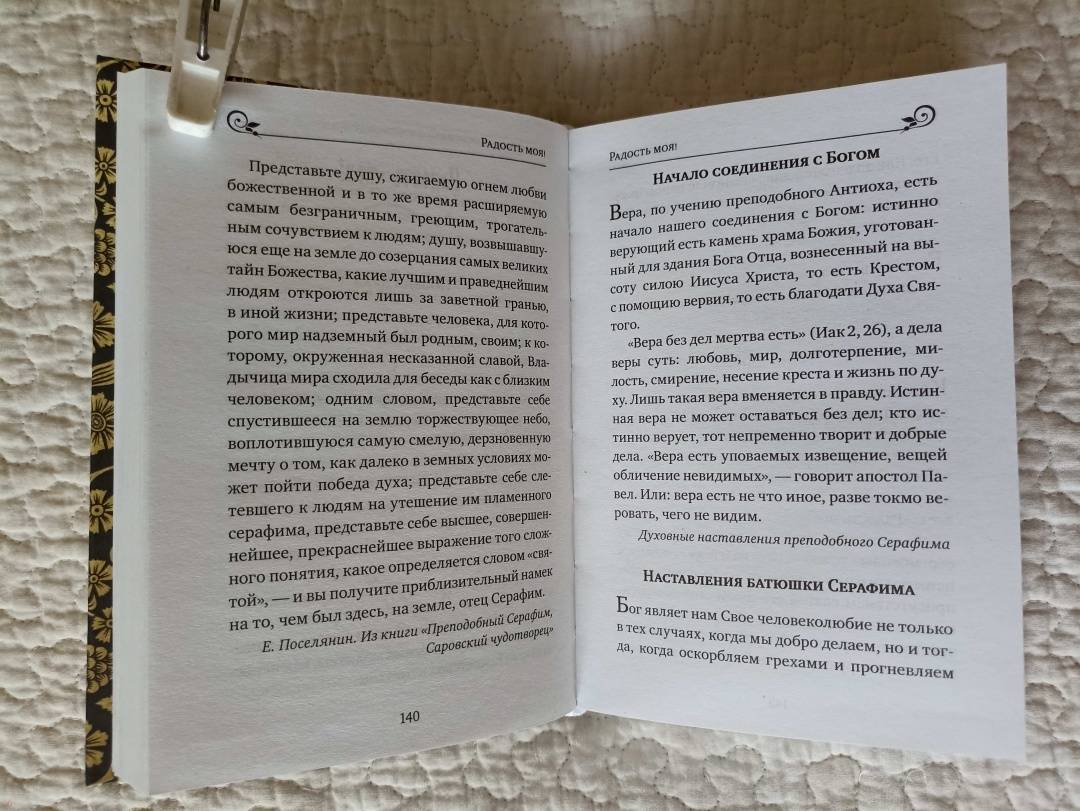 Радость моя!
Представьте душу, сжигаемую огнем любви
божественной и в то же время расширяемую
самым безграничным, греющим, трогатель-
ным сочувствием к людям; душу, возвышавшу-
юся еще на земле до созерцания самых великих
тайн Божества, какие лучшим и праведнейшим
людям откроются лишь за заветной гранью,
в иной жизни; представьте человека, для кото-
рого мир надземный был родным, своим; к ко-
торому, окруженная несказанной славой, Вла-
дычица мира сходила для беседы как с близким
человеком; одним словом, представьте себе
спустившееся на землю торжествующее небо,
воплотившуюся самую смелую, дерзновенную
мечту о том, как далеко в земных условиях мо-
жет пойти победа духа; представьте себе сле-
тевшего к людям на утешение им пламенного
серафима, представьте себе высшее, совершен-
нейшее, прекраснейшее выражение того слож-
ного понятия, какое определяется словом «свя-
той», — и вы получите приблизительный намек
на то, чем был здесь, на земле, отец Серафим.
Е. Поселянин. Из книги «Преподобный Серафим,
Саровский чудотворец»
140
Радость моя!
Начало соединения с Богом
Вера, по учению преподобного Антиоха, есть
начало нашего соединения с Богом: истинно
верующий есть камень храма Божия, уготован-
ный для здания Бога Отца, вознесенный на вы-
соту силою Иисуса Христа, то есть Крестом,
с помощию вервия, то есть благодати Духа Свя-
того.
«Вера без дел мертва есть» (Иак 2, 26), а дела
веры суть: любовь, мир, долготерпение, ми-
лость, смирение, несение креста и жизнь по ду-
ху. Лишь такая вера вменяется в правду. Истин-
ная вера не может оставаться без дел; кто ис-
тинно верует, тот непременно творит и добрые
дела. «Вера есть уповаемых извещение, вещей
обличение невидимых», — говорит апостол Па-
вел. Или: вера есть не что иное, разве токмо ве-
ровать, чего не видим.
Духовные наставления преподобного Серафима
Наставления батюшки Серафима
Бог являет нам Свое человеколюбие не только
в тех случаях, когда мы добро делаем, но и тог-
да, когда оскорбляем грехами и прогневляем